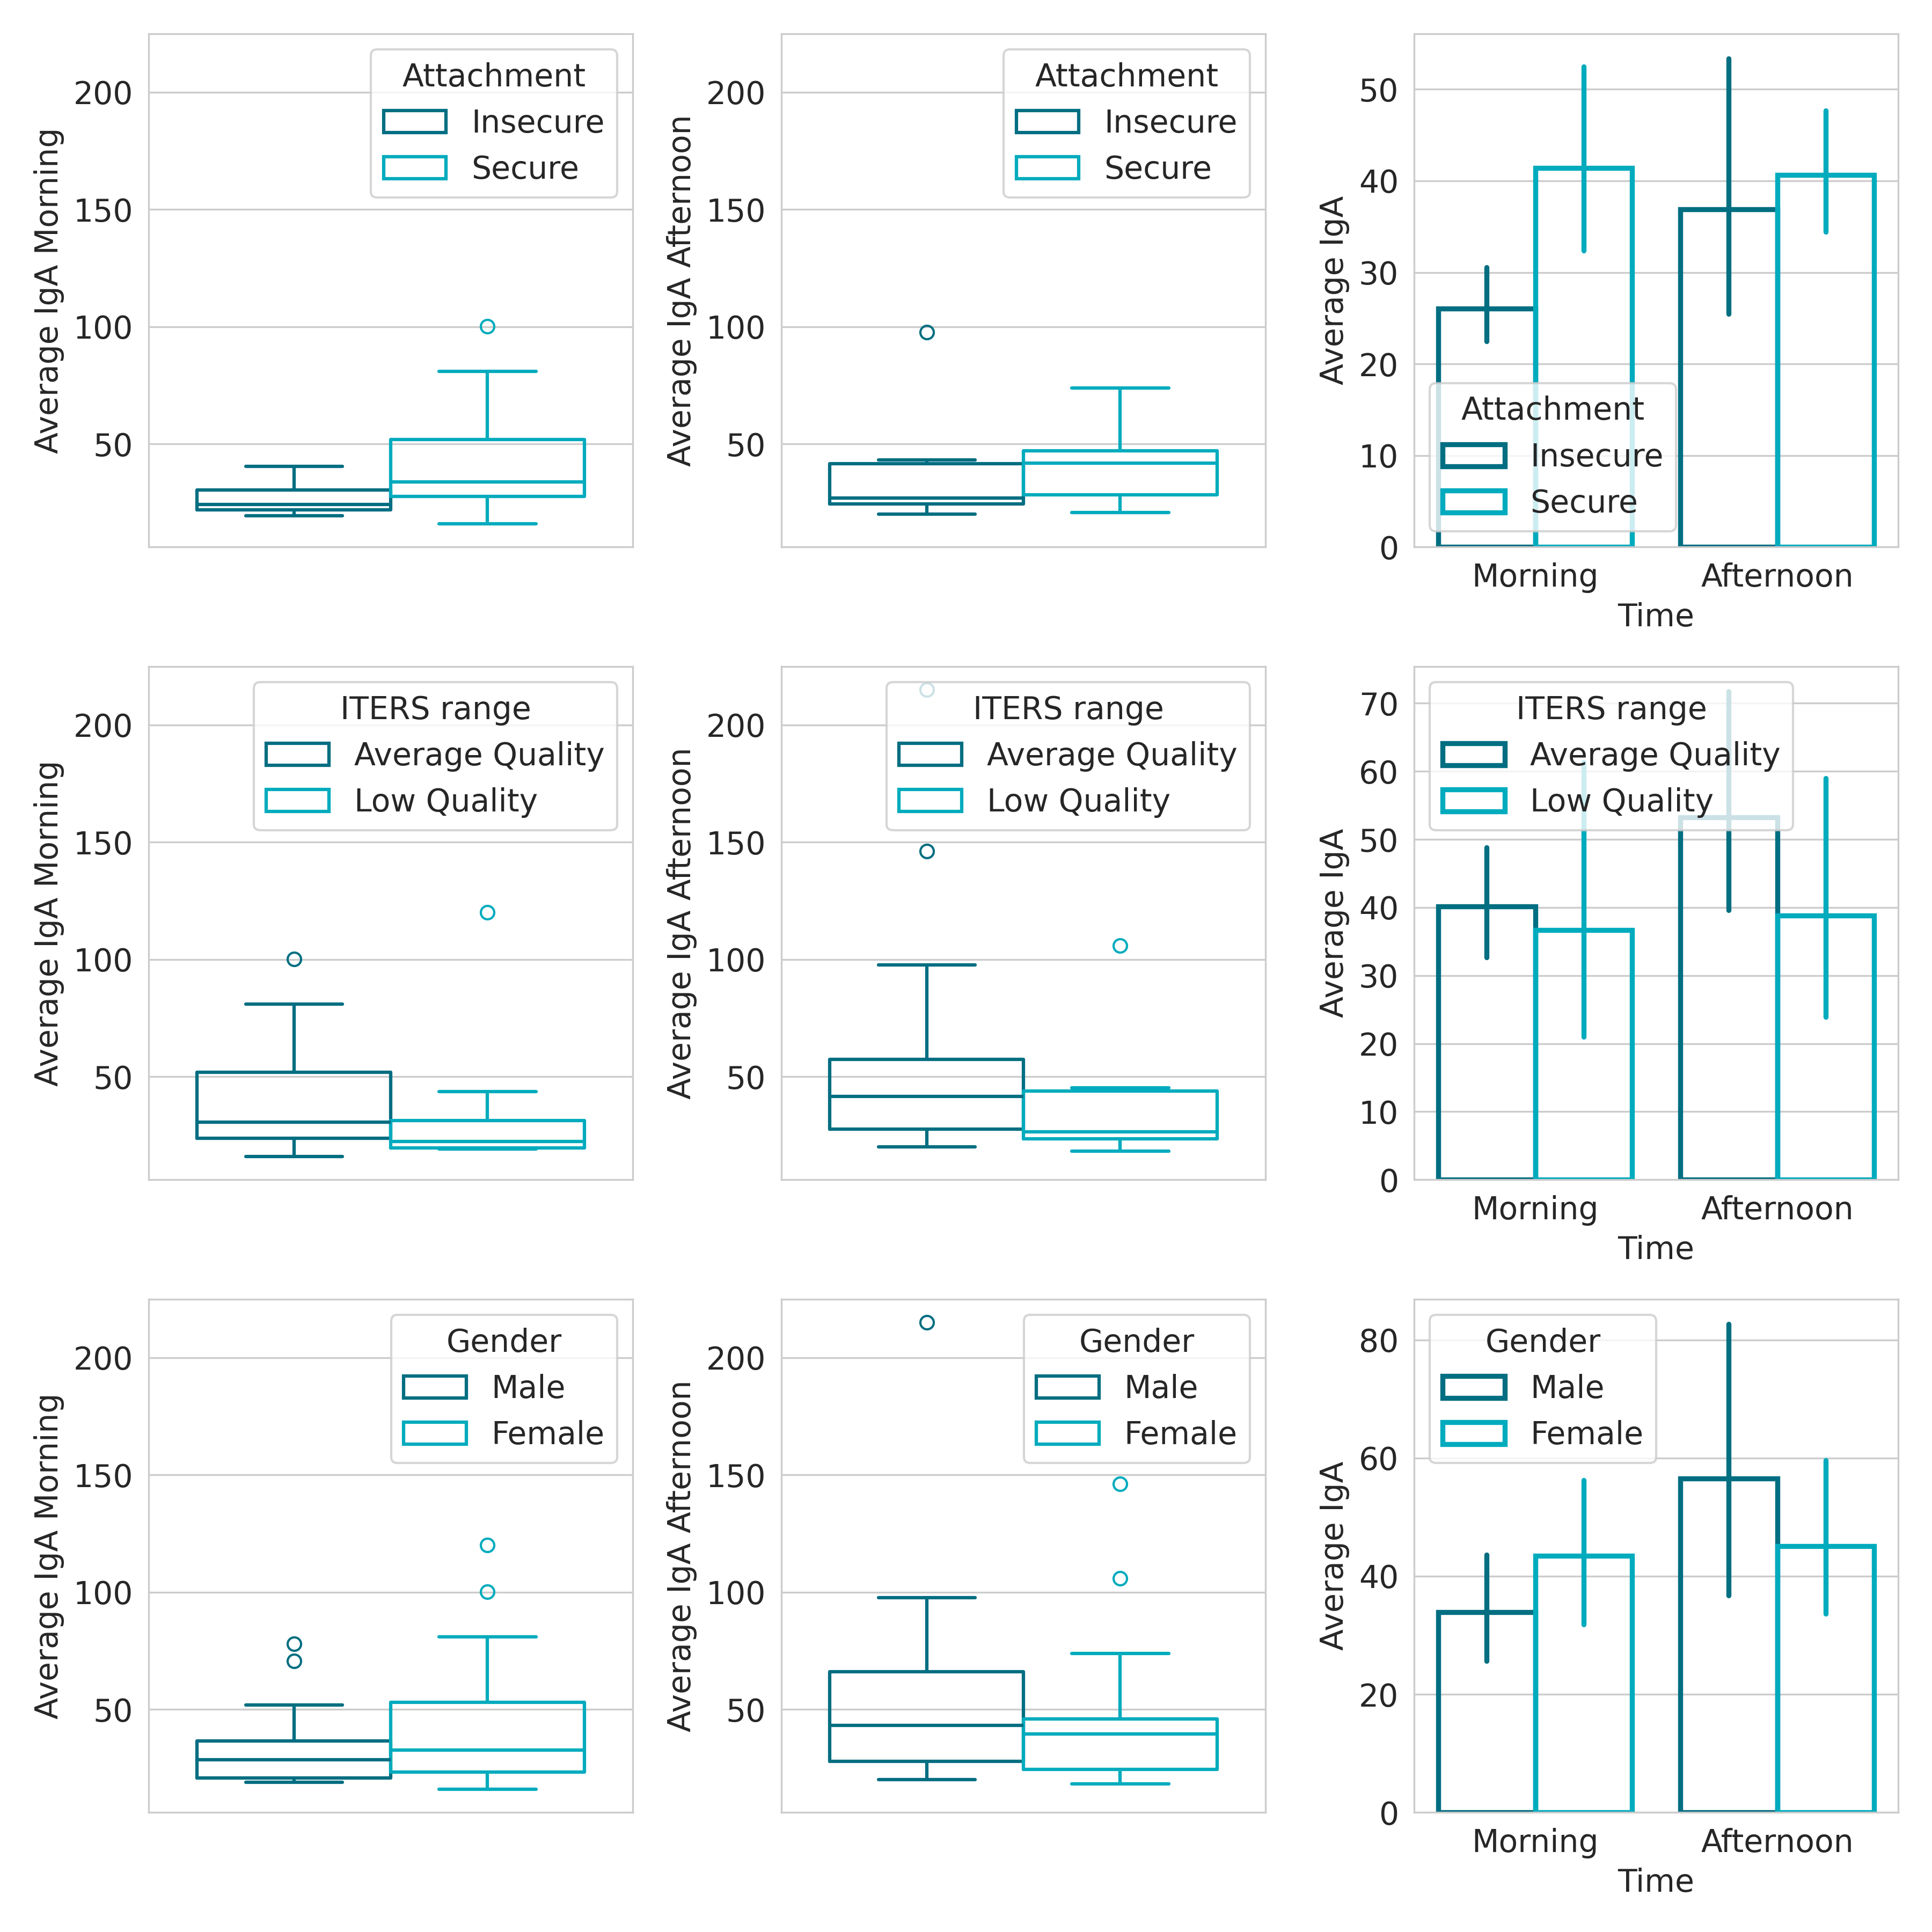 Average IgA Morning
200
150
100
50
Attachment
Insecure
Secure
Average IgA Afternoon
200
150
100
50
Attachment
Insecure
Secure
Average IgA
50
40
30
20
10
0
Attachment
Insecure
Secure
Morning
Afternoon
Time
Average IgA Morning
200
150
100
50
ITERS range
Average Quality
Low Quality
Average IgA Afternoon
200
150
100
50
ITERS range
Average Quality
Low Quality
Average IgA
70
60
50
40
30
20
10
0
ITERS range
Average Quality
Low Quality
Morning
Afternoon
Time
Average IgA Morning
200
150
100
50
Gender
Male
Female
Average IgA Afternoon
200
150
100
50
Gender
Male
Female
Average IgA
80
60
40
20
0
Gender
Male
Female
Morning
Afternoon
Time